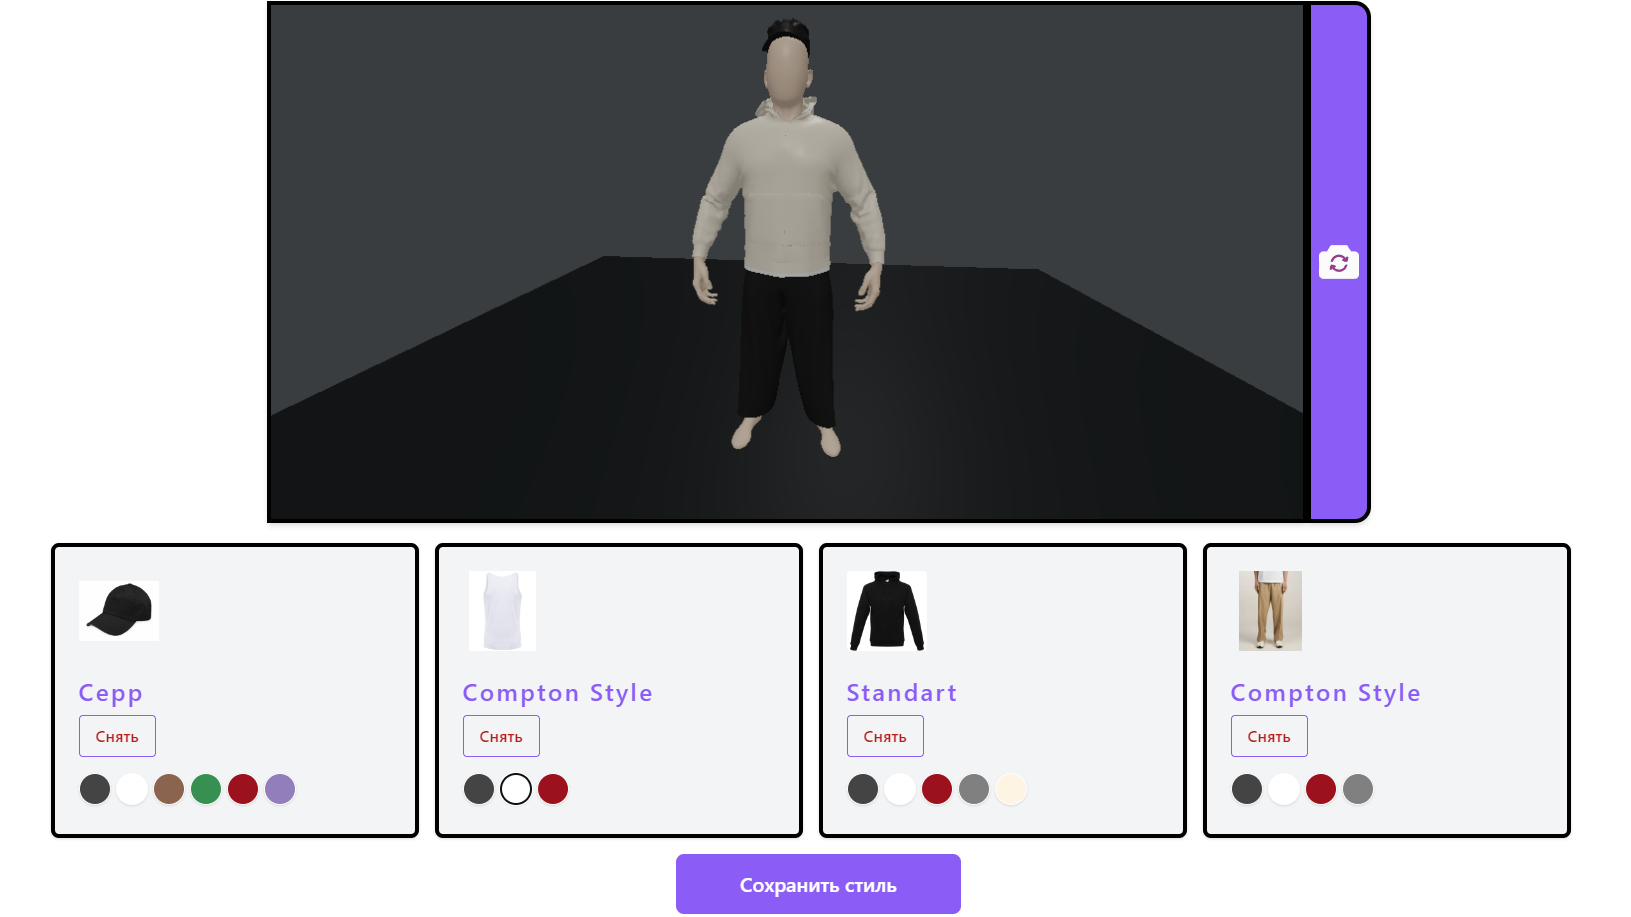 Cepp
Снять
Compton Style
Снять
Standart
Снять
Compton Style
Снять
Сохранить стиль